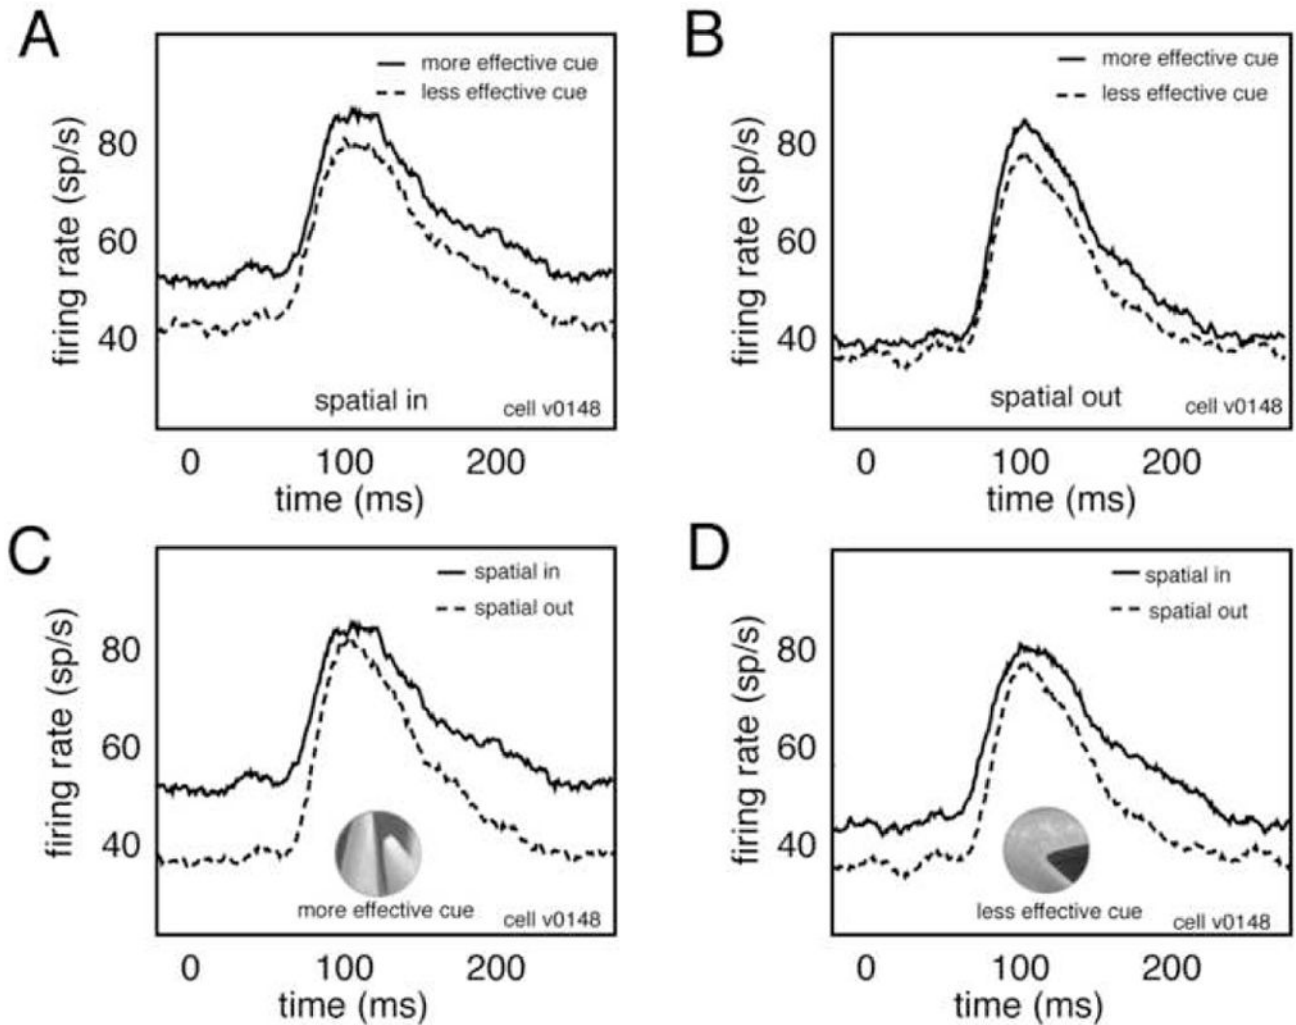 A
more effective cue
less effective cue
firing rate (sp/s)
80
60
40
spatial in
cell v0148
0 100 200
time (ms)
B
more effective cue
less effective cue
firing rate (sp/s)
80
60
40
spatial out
cell v0148
0 100 200
time (ms)
C
spatial in
spatial out
firing rate (sp/s)
80
60
40
more effective cue
cell v0148
0 100 200
time (ms)
D
spatial in
spatial out
firing rate (sp/s)
80
60
40
less effective cue
cell v0148
0 100 200
time (ms)